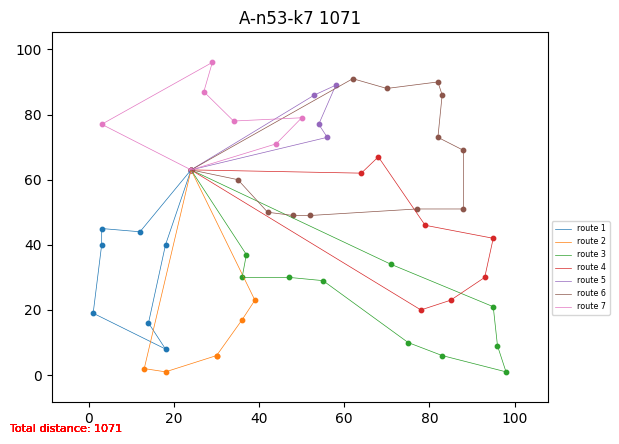 A-n53-k7 1071
100
80
60
40
20
0
0 20 40 60 80 100
route 1
route 2
route 3
route 4
route 5
route 6
route 7
Total distance: 1071